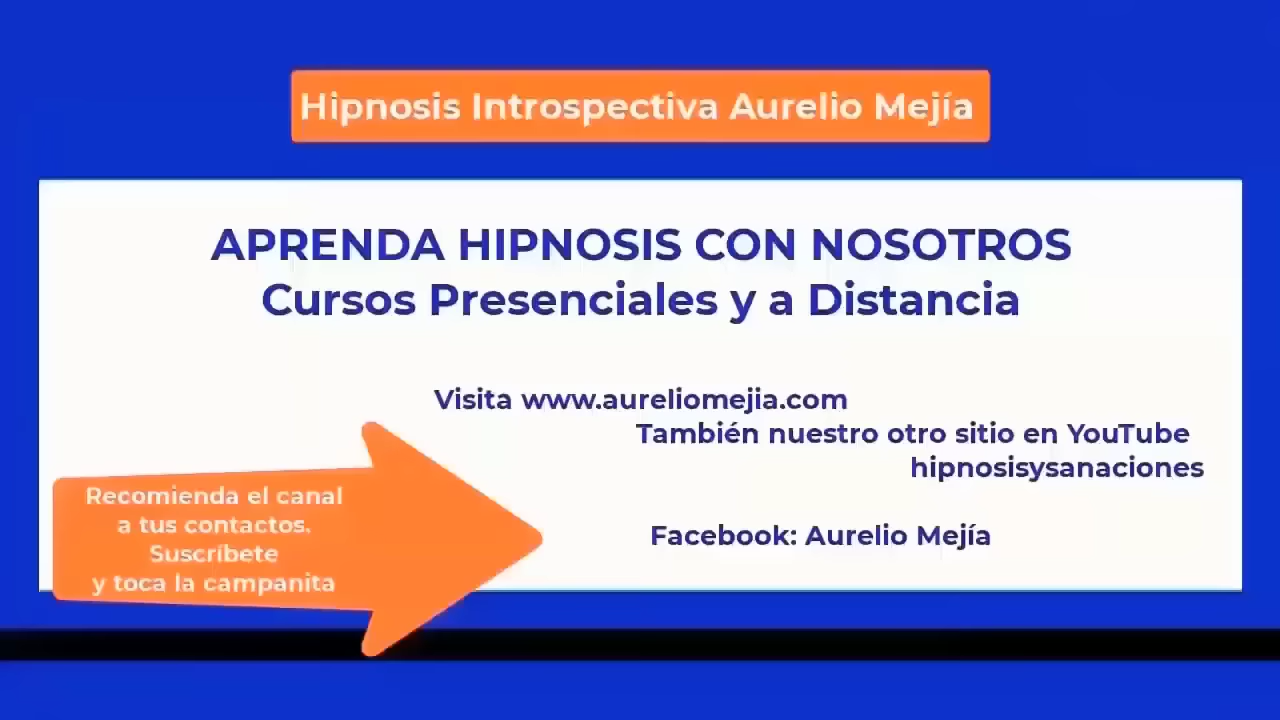 Hipnosis Introspectiva Aurelio Mejía
APRENDA HIPNOSIS CON NOSOTROS
Cursos Presenciales y a Distancia
Visita www.aureliomejia.com
También nuestro otro sitio en YouTube
hipnosisysanaciones
Facebook: Aurelio Mejía
Recomienda el canal
a tus contactos.
Suscríbete
y toca la campanita